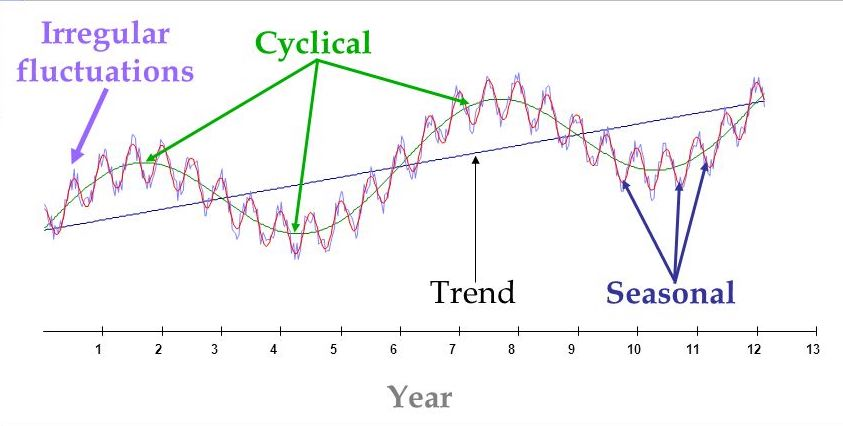 Irregular
fluctuations
Cyclical
Trend
Seasonal
1 2 3 4 5 6 7 8 9 10 11 12 13
Year